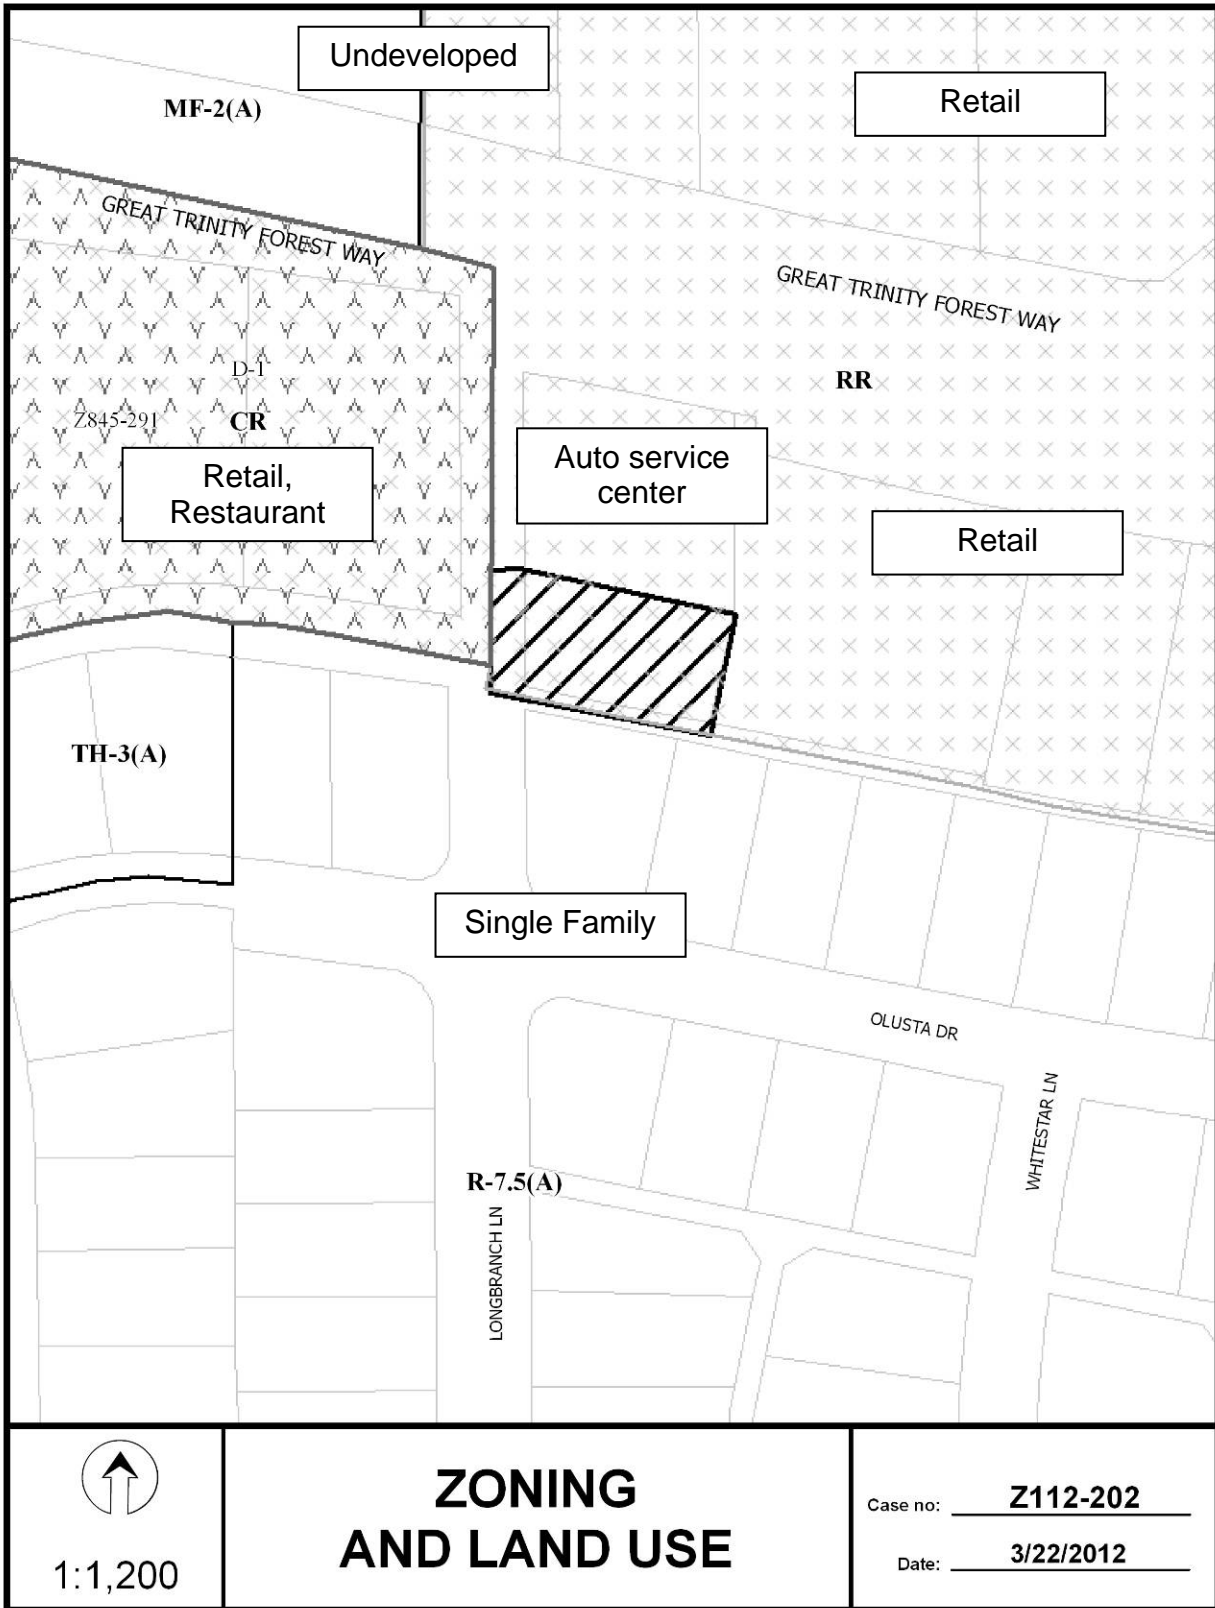 Undeveloped
Retail
MF-2(A)
GREAT TRINITY FOREST WAY
GREAT TRINITY FOREST WAY
D-1
RR
Z845-291
CR
Retail,
Restaurant
Auto service
center
Retail
TH-3(A)
Single Family
OLUSTA DR
WHITESTAR LN
R-7.5(A)
LONGBRANCH LN
1:1,200
ZONING
AND LAND USE
Case no: Z112-202
Date: 3/22/2012